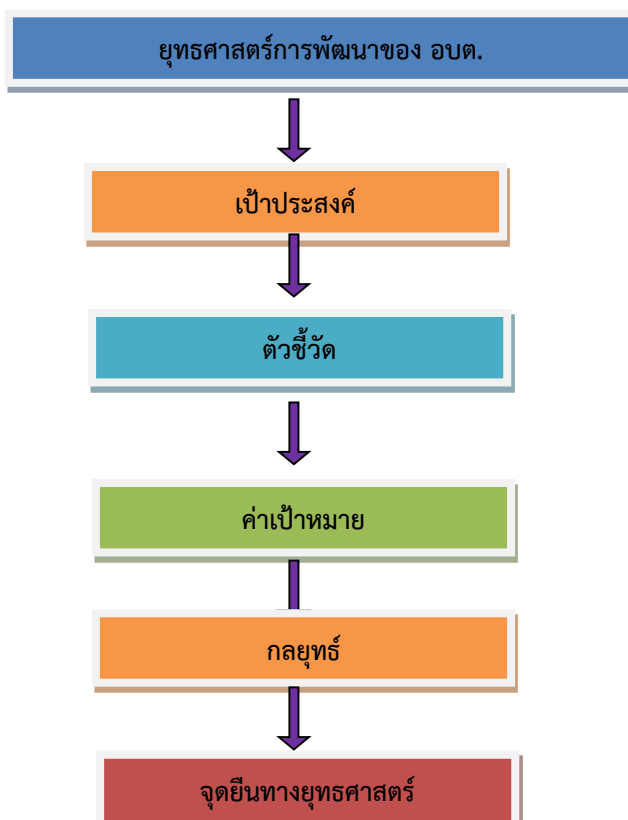 ยุทธศาสตร์การพัฒนาของ อบต.
เป้าประสงค์
ตัวชี้วัด
ค่าเป้าหมาย
กลยุทธ์
จุดยืนทางยุทธศาสตร์